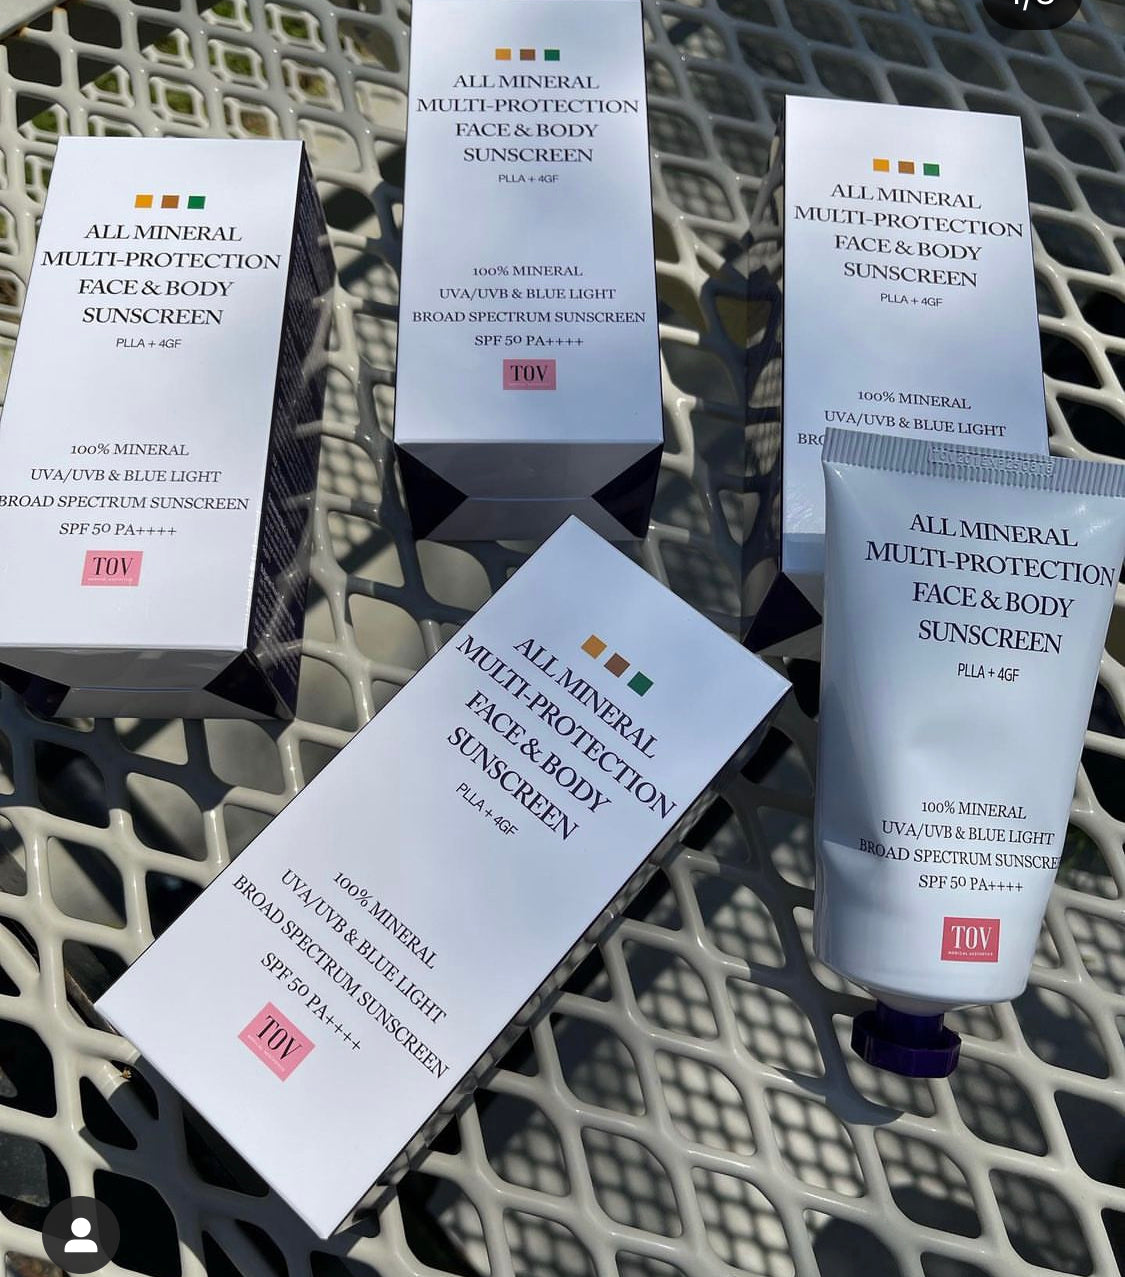 ALL MINERAL
MULTI-PROTECTION
FACE & BODY
SUNSCREEN
PLLA + 4GF
100% MINERAL
UVA/UVB & BLUE LIGHT
BROAD SPECTRUM SUNSCREEN
SPF 50 PA++++
TOV
ALL MINERAL
MULTI-PROTECTION
FACE & BODY
SUNSCREEN
PLLA + 4GF
100% MINERAL
UVA/UVB & BLUE LIGHT
BROAD SPECTRUM SUNSCREEN
SPF 50 PA++++
TOV
ALL MINERAL
MULTI-PROTECTION
FACE & BODY
SUNSCREEN
PLLA + 4GF
100% MINERAL
UVA/UVB & BLUE LIGHT
ALL MINERAL
MULTI-PROTECTION
FACE & BODY
SUNSCREEN
PLLA + 4GF
100% MINERAL
UVA/UVB & BLUE LIGHT
BROAD SPECTRUM SUNSCREEN
SPF 50 PA++++
TOV
ALL MINERAL
MULTI-PROTECTION
FACE & BODY
SUNSCREEN
PLLA + 4GF
100% MINERAL
UVA/UVB & BLUE LIGHT
BROAD SPECTRUM SUNSCRE
SPF 50 PA++++
TOV
MEDICAL AESTHETICS